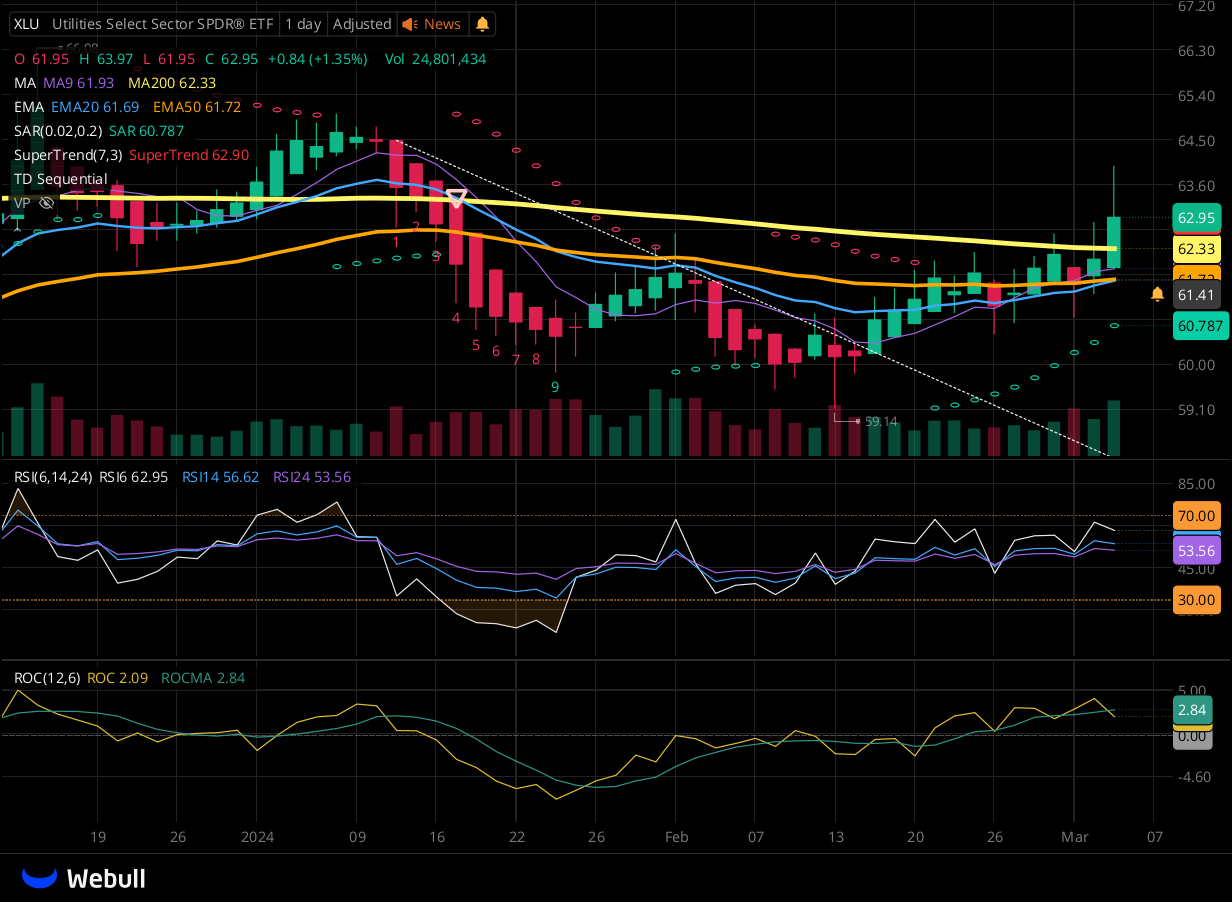 XLU Utilities Select Sector SPDR® ETF 1 day Adjusted News
67.20
66.30
66.08
O 61.95 H 63.97 L 61.95 C 62.95 +0.84 (+1.35%) Vol 24,801,434
MA MA9 61.93 MA200 62.33
65.40
EMA EMA20 61.69 EMA50 61.72
SAR(0.02,0.2) SAR 60.787
64.50
SuperTrend(7,3) SuperTrend 62.90
TD Sequential
63.60
VP
62.95
1 2 3
62.33
61.72
61.41
4
60.787
5 6 7 8
60.00
9
59.10
59.14
RSI(6,14,24) RSI6 62.95 RSI14 56.62 RSI24 53.56
85.00
70.00
53.56
45.00
30.00
ROC(12,6) ROC 2.09 ROCMA 2.84
5.00
2.84
0.00
-4.60
19 26 2024 09 16 22 26 Feb 07 13 20 26 Mar 07
Webull